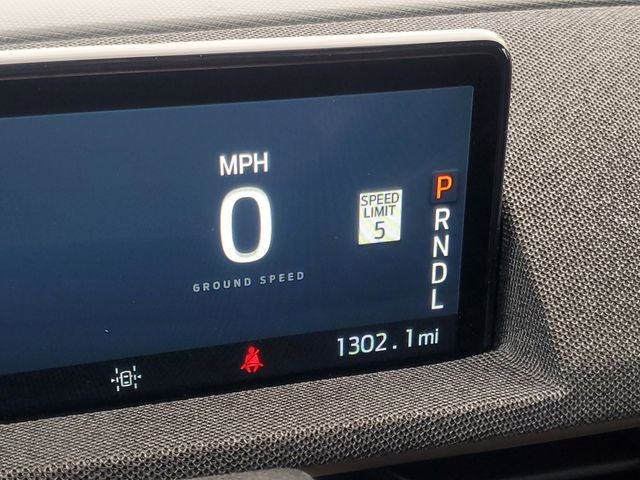 MPH
0
GROUND SPEED
SPEED
LIMIT
5
P
R
N
D
L
1302.1mi